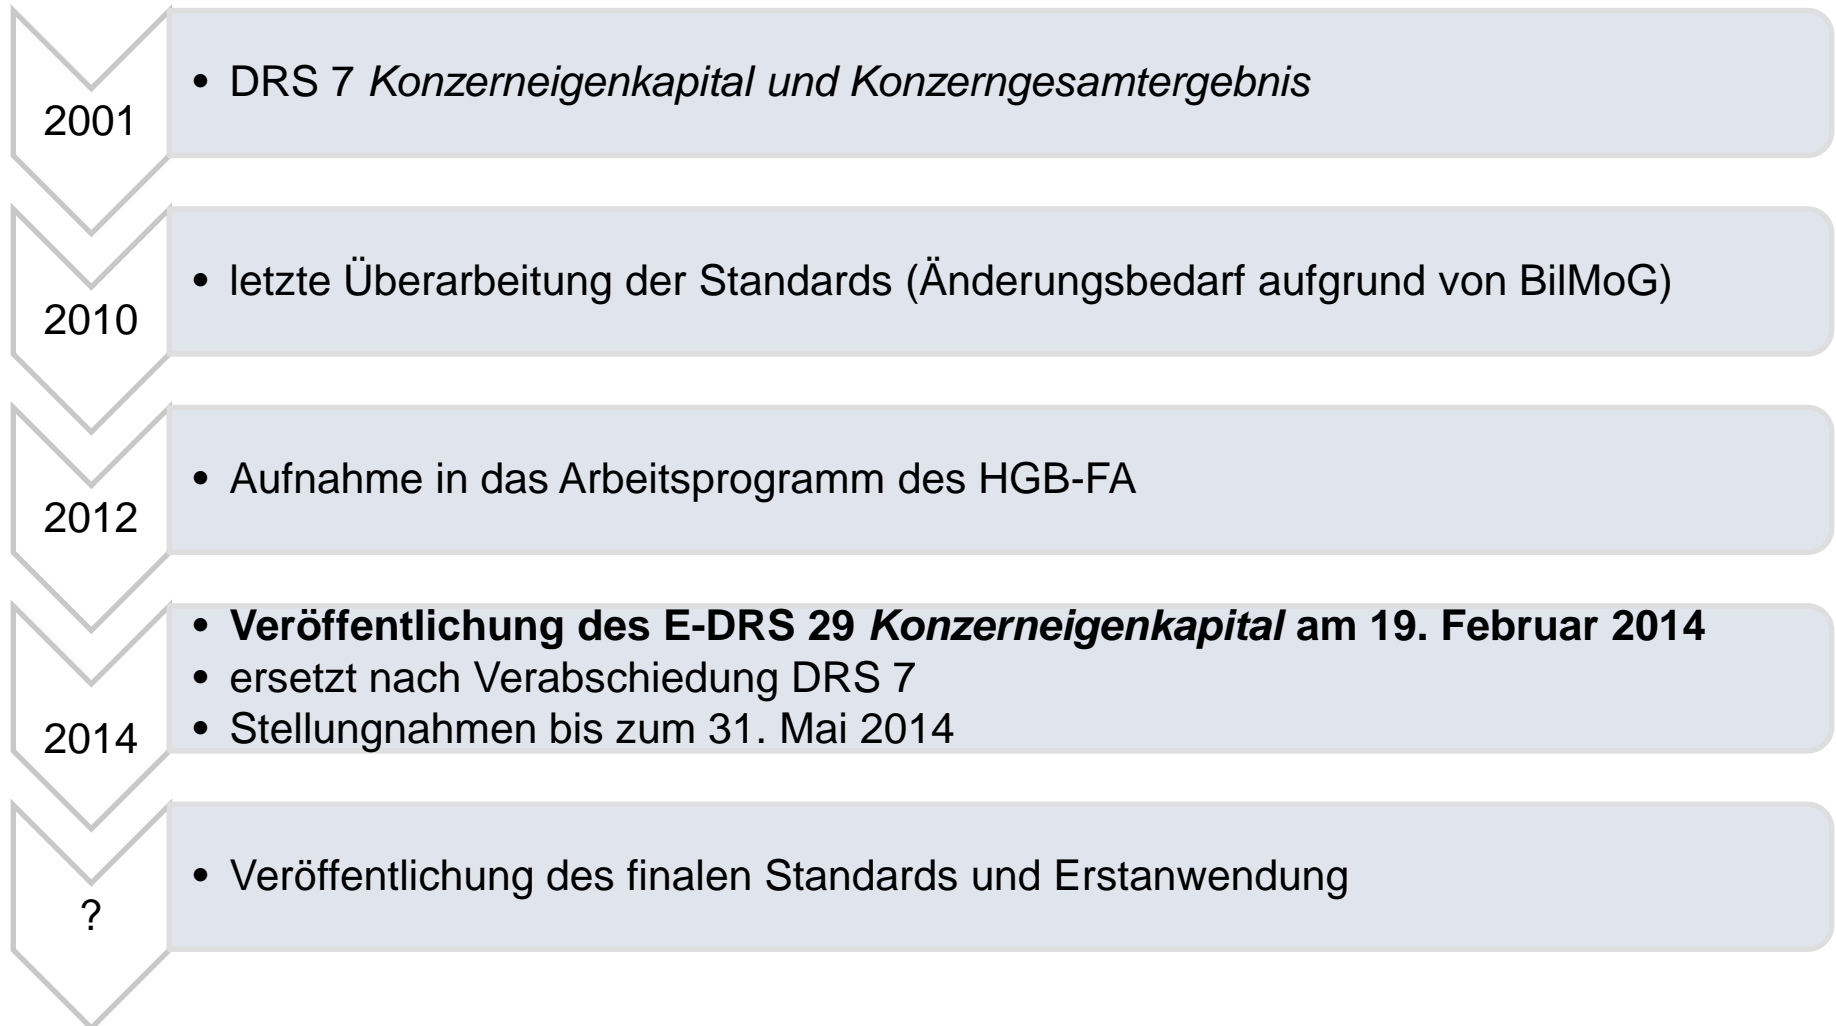 2001
• DRS 7 Konzerneigenkapital und Konzerngesamtergebnis
2010
• letzte Überarbeitung der Standards (Änderungsbedarf aufgrund von BilMoG)
2012
• Aufnahme in das Arbeitsprogramm des HGB-FA
2014
• Veröffentlichung des E-DRS 29 Konzerneigenkapital am 19. Februar 2014
• ersetzt nach Verabschiedung DRS 7
• Stellungnahmen bis zum 31. Mai 2014
?
• Veröffentlichung des finalen Standards und Erstanwendung